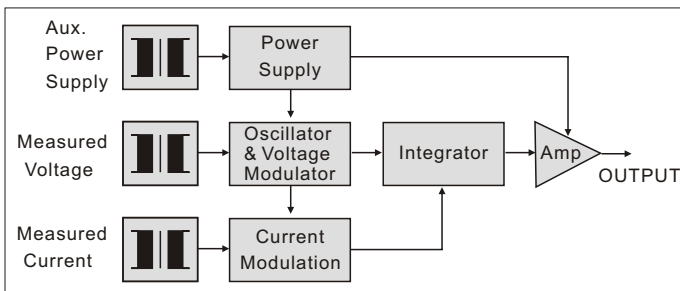 Aux.
Power
Supply
Power
Supply
Measured
Voltage
Oscillator
& Voltage
Modulator
Integrator
Amp
OUTPUT
Measured
Current
Current
Modulation